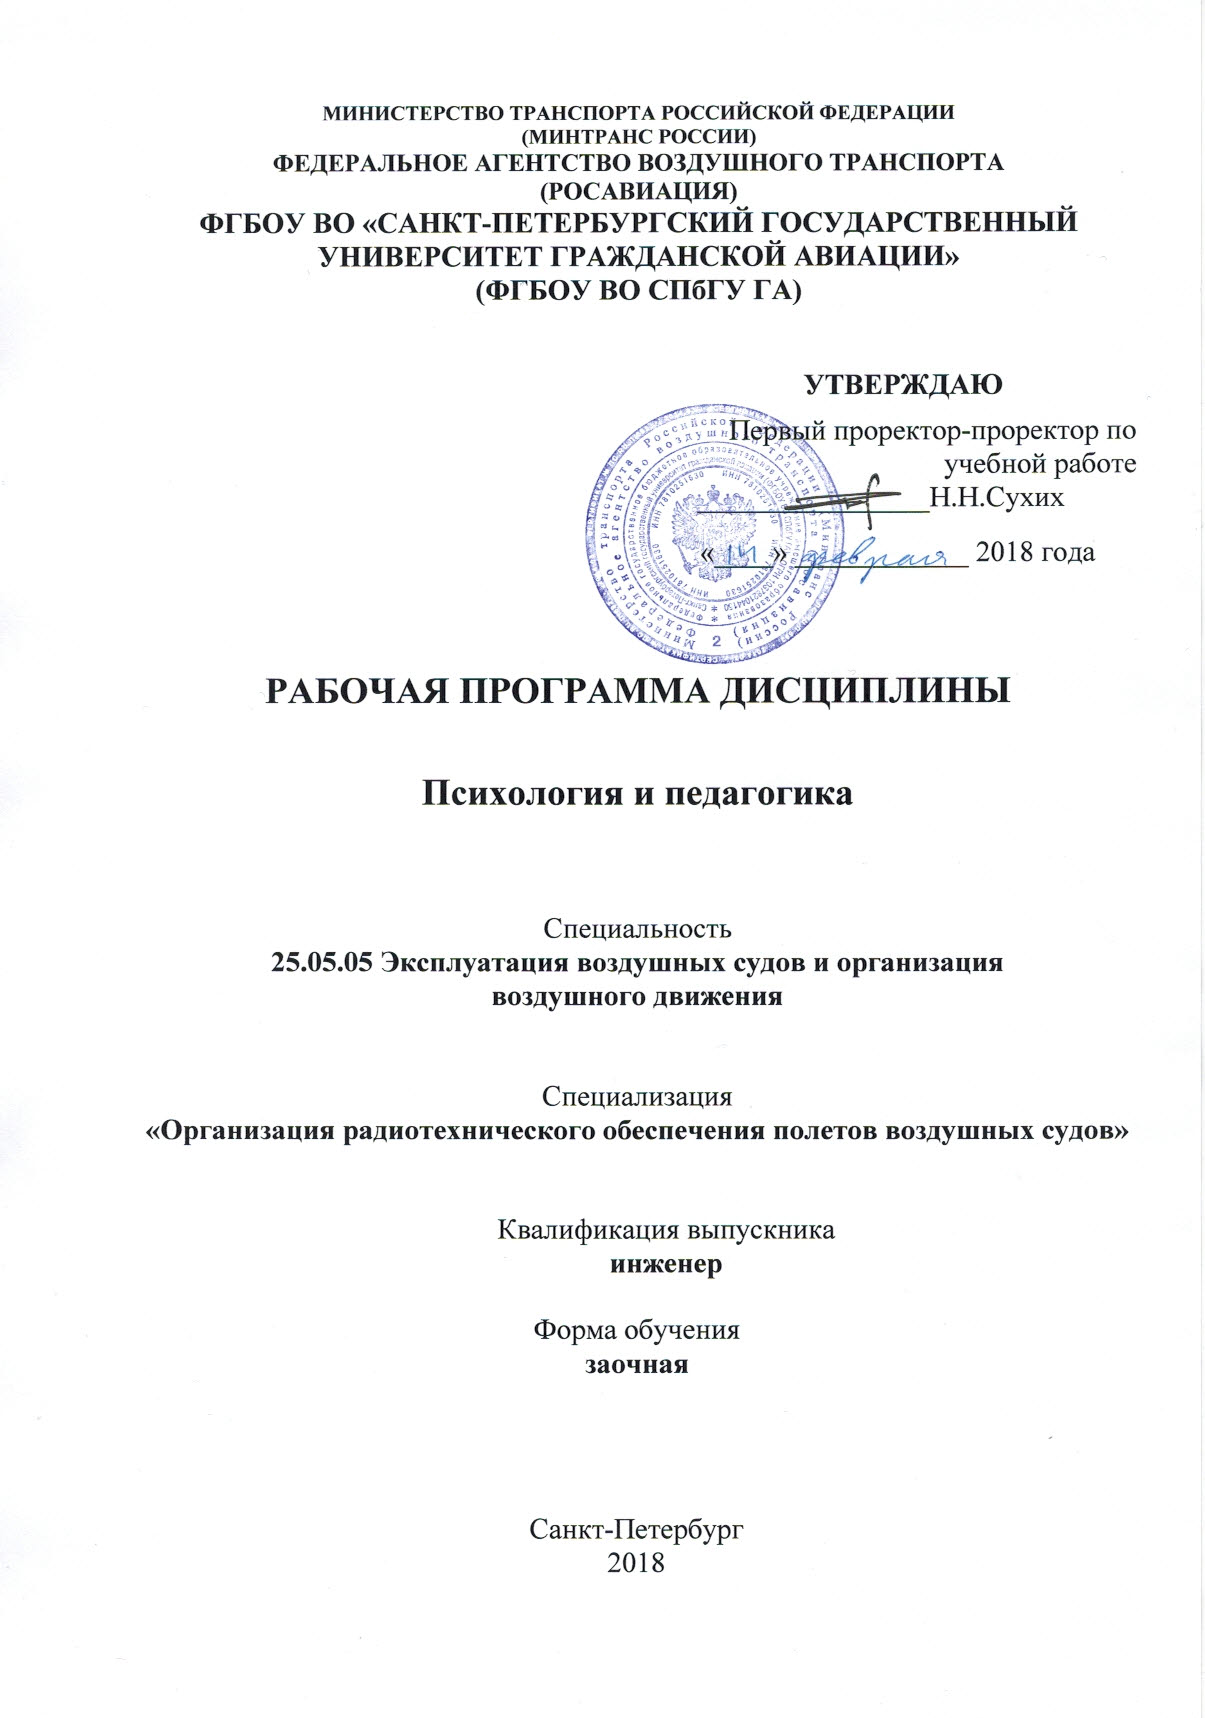 МИНИСТЕРСТВО ТРАНСПОРТА РОССИЙСКОЙ ФЕДЕРАЦИИ
(МИНТРАНС РОССИИ)
ФЕДЕРАЛЬНОЕ АГЕНТСТВО ВОЗДУШНОГО ТРАНСПОРТА
(РОСАВИАЦИЯ)
ФГБОУ ВО «САНКТ-ПЕТЕРБУРГСКИЙ ГОСУДАРСТВЕННЫЙ
УНИВЕРСИТЕТ ГРАЖДАНСКОЙ АВИАЦИИ»
(ФГБОУ ВО СПбГУ ГА)
УТВЕРЖДАЮ
Первый проректор-проректор по
учебной работе
Н.Н.Сухих
«14» февраля 2018 года
РАБОЧАЯ ПРОГРАММА ДИСЦИПЛИНЫ
Психология и педагогика
Специальность
25.05.05 Эксплуатация воздушных судов и организация
воздушного движения
Специализация
«Организация радиотехнического обеспечения полетов воздушных судов»
Квалификация выпускника
инженер
Форма обучения
заочная
Санкт-Петербург
2018